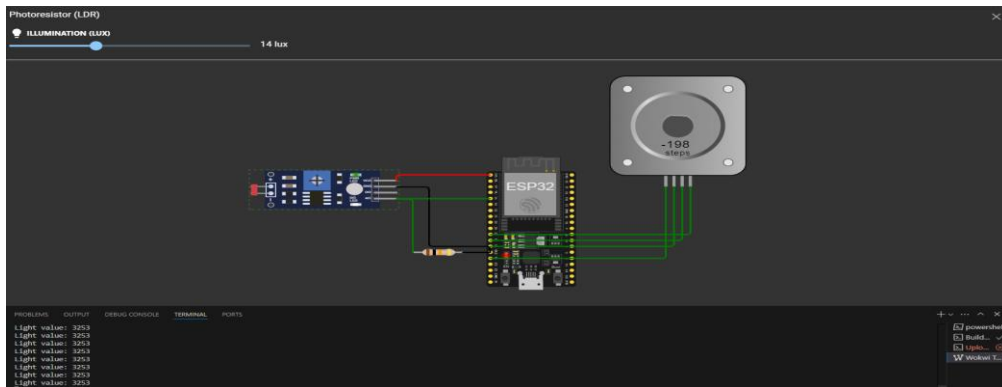 Photoresistor (LDR)
ILLUMINATION (LUX)
14 lux
-198
steps
ESP32
PROBLEMS OUTPUT DEBUG CONSOLE TERMINAL PORTS
Light value: 3253
Light value: 3253
Light value: 3253
Light value: 3253
Light value: 3253
Light value: 3253
Light value: 3253
Light value: 3253
powershel
Build...
Uplo...
Wokwi T...